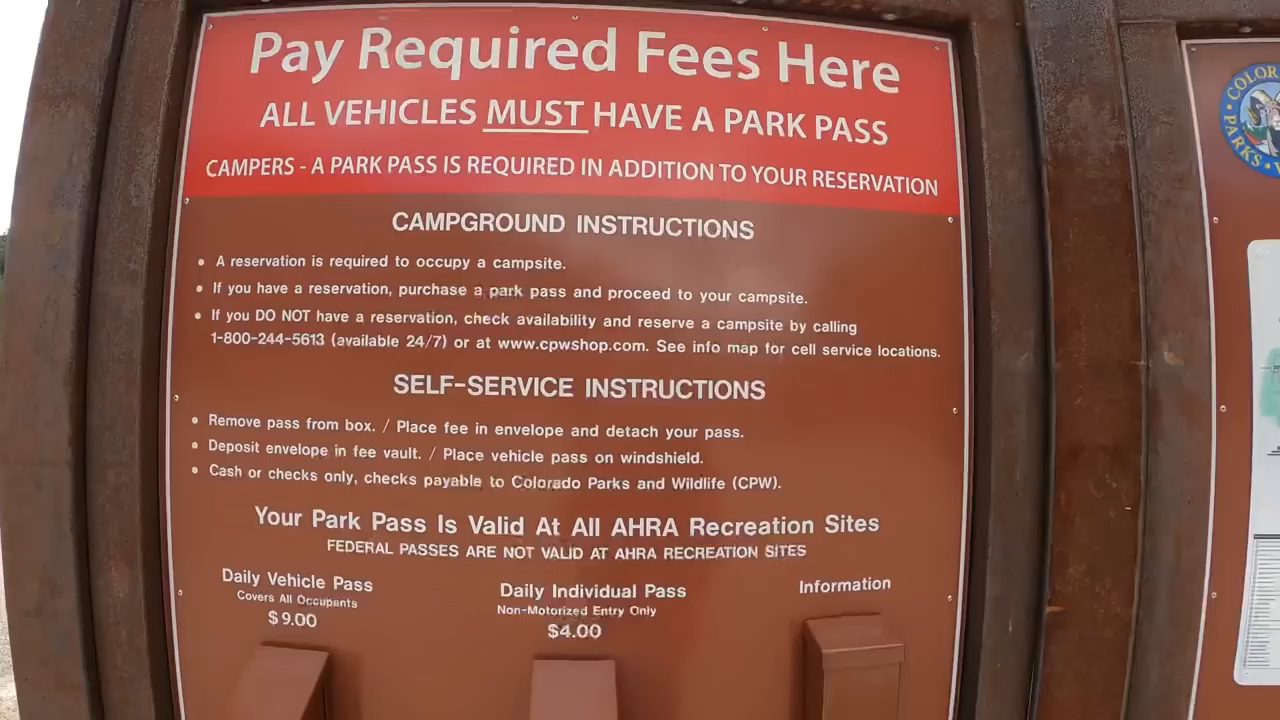 Pay Required Fees Here
ALL VEHICLES MUST HAVE A PARK PASS
CAMPERS - A PARK PASS IS REQUIRED IN ADDITION TO YOUR RESERVATION
CAMPGROUND INSTRUCTIONS
• A reservation is required to occupy a campsite.
• If you have a reservation, purchase a park pass and proceed to your campsite.
• If you DO NOT have a reservation, check availability and reserve a campsite by calling
1-800-244-5613 (available 24/7) or at www.cpwshop.com. See info map for cell service locations.
SELF-SERVICE INSTRUCTIONS
• Remove pass from box. / Place fee in envelope and detach your pass.
• Deposit envelope in fee vault. / Place vehicle pass on windshield.
• Cash or checks only, checks payable to Colorado Parks and Wildlife (CPW).
Your Park Pass Is Valid At All AHRA Recreation Sites
FEDERAL PASSES ARE NOT VALID AT AHRA RECREATION SITES
Daily Vehicle Pass
Covers All Occupants
$9.00
Daily Individual Pass
Non-Motorized Entry Only
$4.00
Information
PARKS